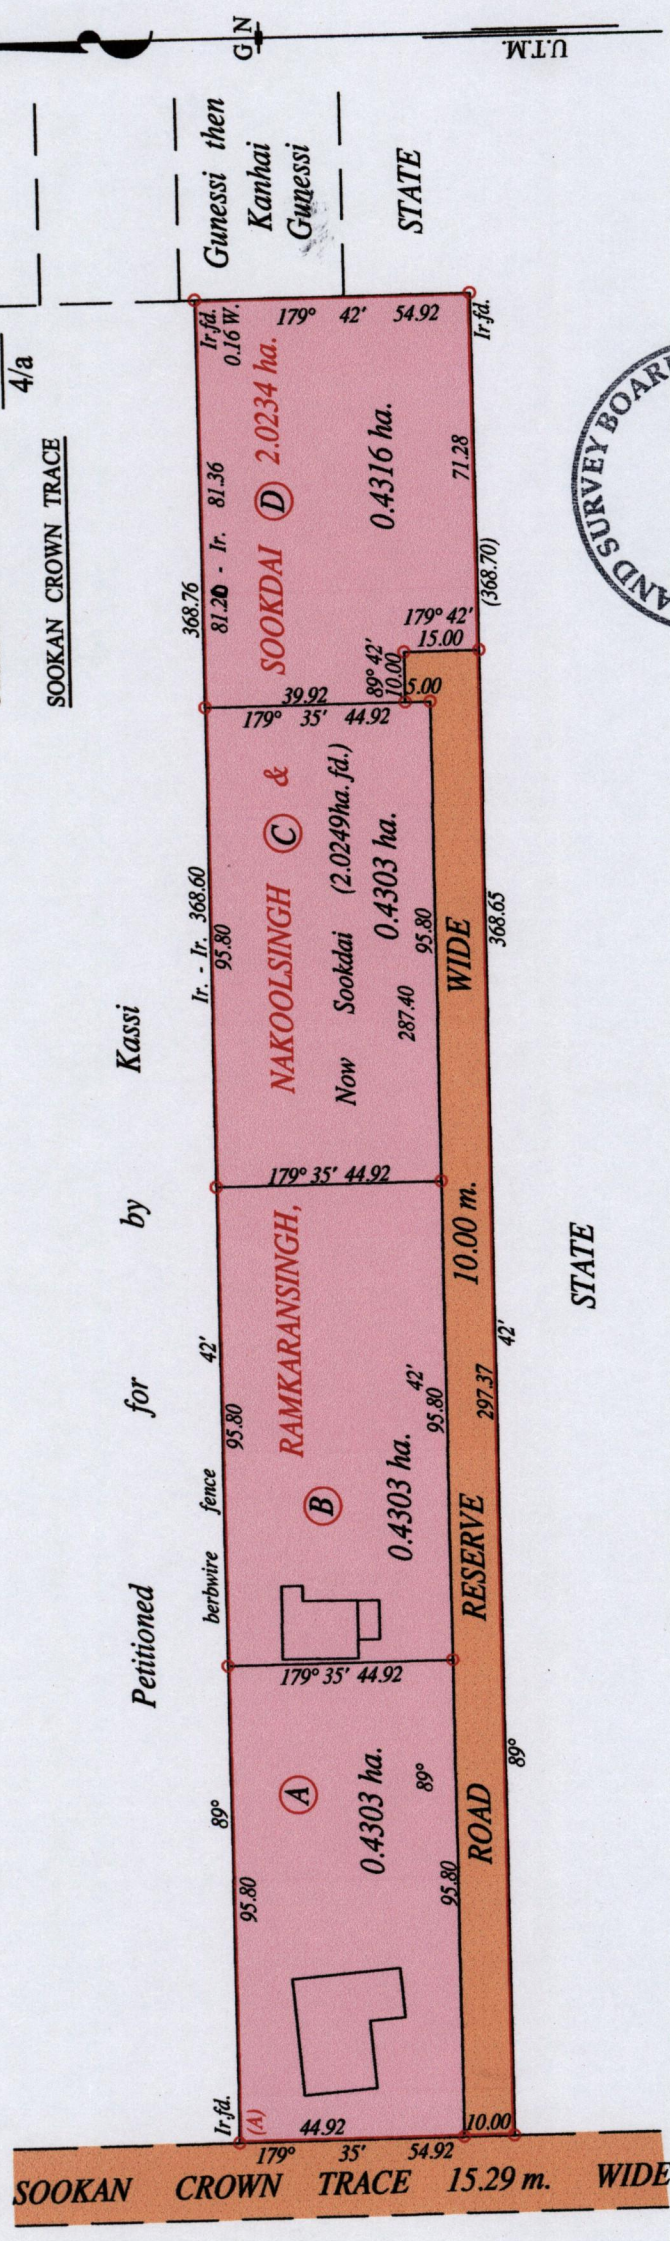 G N
U.T.M.
Gunessi then
Kanhai
Gunessi
STATE
4/a
SOOKAN CROWN TRACE
Ir.fd.
0.16 W.
179° 42' 54.92
Ir.fd.
368.76
81.20 - Ir. 81.36
SOOKDAI (D) 2.0234 ha.
0.4316 ha.
71.28
(368.70)
179° 42'
15.00
89° 42'
10.00
5.00
39.92
179° 35' 44.92
LAND SURVEY BOARD
Ir. - Ir. 368.60
95.80
NAKOOLSINGH (C) &
Now Sookdai (2.0249ha. fd.)
0.4303 ha.
287.40
95.80
368.65
179° 35' 44.92
Petitioned for by Kassi
berbwire fence
89° 42'
95.80
RAMKARANSINGH,
(B)
0.4303 ha.
42'
95.80
297.37
ROAD RESERVE 10.00 m. WIDE
89° 42'
STATE
179° 35' 44.92
(A)
0.4303 ha.
89°
95.80
95.80
Ir.fd.
(A)
44.92
10.00
179° 35' 54.92
SOOKAN CROWN TRACE 15.29 m. WIDE